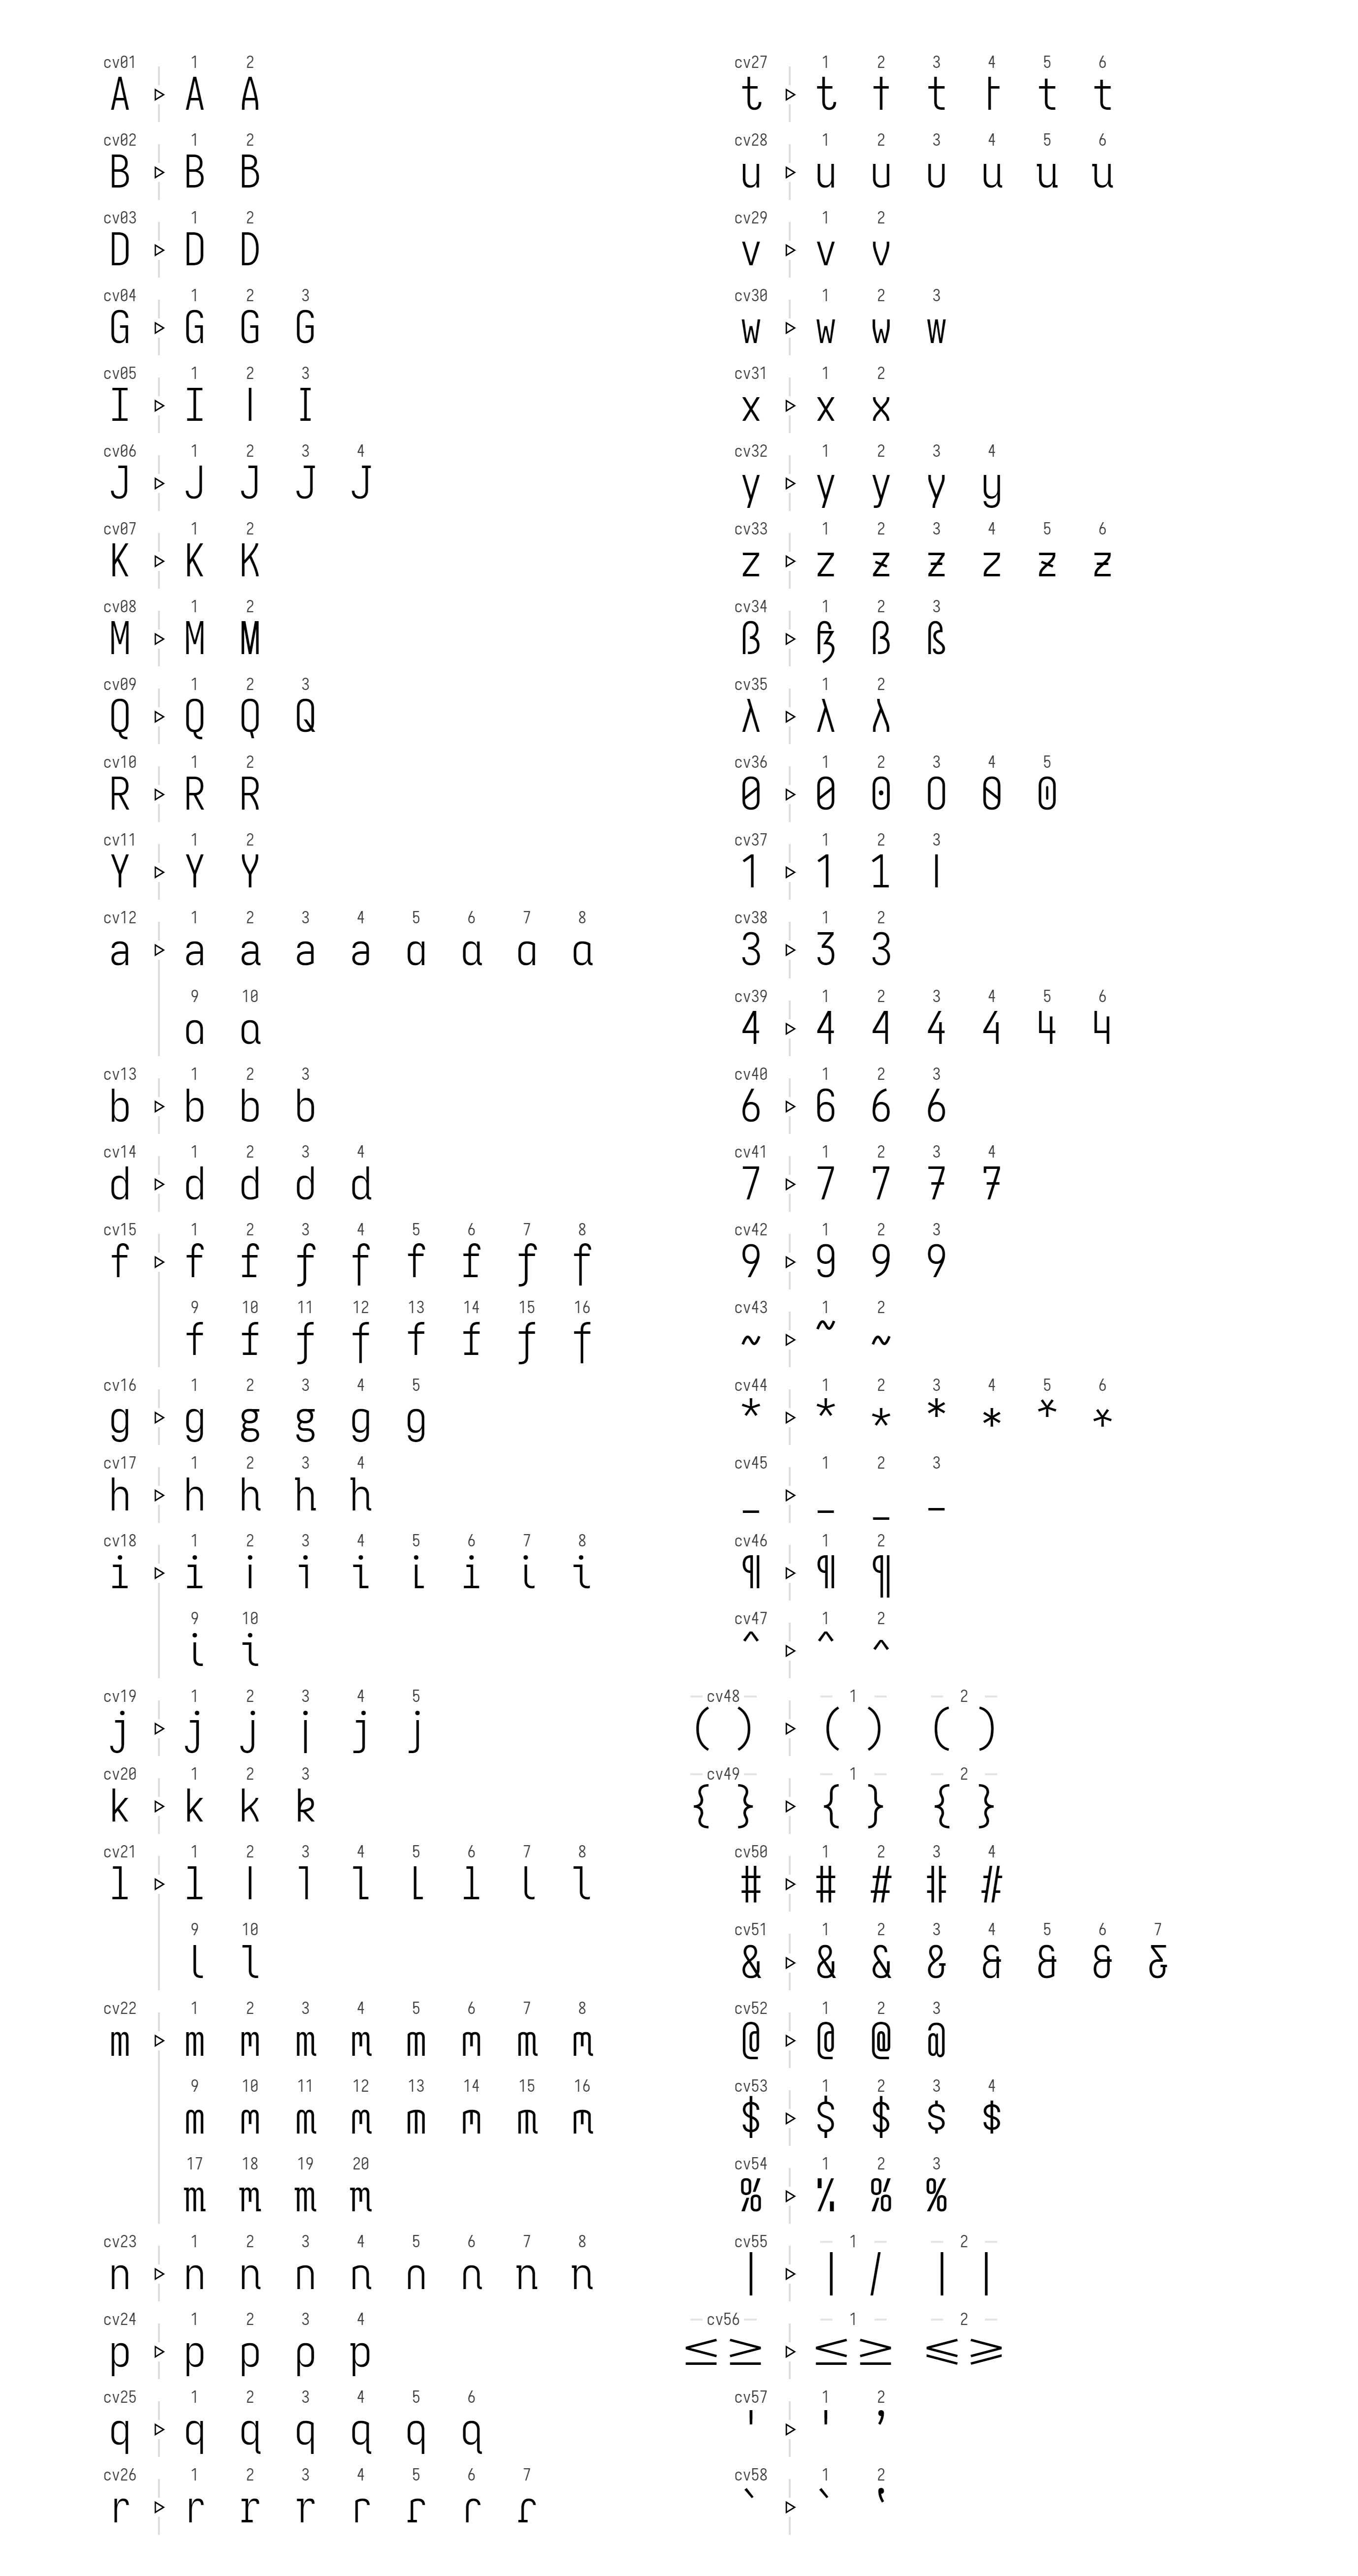 cv01 1 2
A A A
cv02 1 2
B B B
cv03 1 2
D D D
cv04 1 2 3
G G G G
cv05 1 2 3
I I I I
cv06 1 2 3 4
J J J J J
cv07 1 2
K K K
cv08 1 2
M M M
cv09 1 2 3
Q Q Q Q
cv10 1 2
R R R
cv11 1 2
Y Y Y
cv12 1 2 3 4 5 6 7 8
a a a a a a a a a
9 10
a a
cv13 1 2 3
b b b b
cv14 1 2 3 4
d d d d d
cv15 1 2 3 4 5 6 7 8
f f f f f f f f f
9 10 11 12 13 14 15 16
f f f f f f f f
cv16 1 2 3 4 5
g g g g g g
cv17 1 2 3 4
h h h h h
cv18 1 2 3 4 5 6 7 8
i i i i i i i i i
9 10
i i
cv19 1 2 3 4 5
j j j j j j
cv20 1 2 3
k k k k
cv21 1 2 3 4 5 6 7 8
l l l l l l l l l
9 10
l l
cv22 1 2 3 4 5 6 7 8
m m m m m m m m m
9 10 11 12 13 14 15 16
m m m m m m m m
17 18 19 20
m m m m
cv23 1 2 3 4 5 6 7 8
n n n n n n n n n
cv24 1 2 3 4
p p p p p
cv25 1 2 3 4 5 6
q q q q q q q
cv26 1 2 3 4 5 6 7
r r r r r r r r
cv27 1 2 3 4 5 6
t t t t t t t
cv28 1 2 3 4 5 6
u u u u u u u
cv29 1 2
v v v
cv30 1 2 3
w w w w
cv31 1 2
x x x
cv32 1 2 3 4
y y y y y
cv33 1 2 3 4 5 6
z z z z z z z
cv34 1 2 3
ß ß ß ß
cv35 1 2
λ λ λ
cv36 1 2 3 4 5
0 0 0 0 0 0
cv37 1 2 3
1 1 1 1
cv38 1 2
3 3 3
cv39 1 2 3 4 5 6
4 4 4 4 4 4 4
cv40 1 2 3
6 6 6 6
cv41 1 2 3 4
7 7 7 7 7
cv42 1 2 3
9 9 9 9
cv43 1 2
~ ~ ~
cv44 1 2 3 4 5 6
* * * * * * *
cv45 1 2 3
_ _ _ _
cv46 1 2
¶ ¶ ¶
cv47 1 2
^ ^ ^
cv48 1 2
( ) ( ) ( )
cv49 1 2
{ } { } { }
cv50 1 2 3 4
# # # # #
cv51 1 2 3 4 5 6 7
& & & & & & & &
cv52 1 2 3
@ @ @ @
cv53 1 2 3 4
$ $ $ $ $
cv54 1 2 3
% % % %
cv55 1 2
| | / | |
cv56 1 2
≤ ≥ ≤ ≥ ⩽ ⩾
cv57 1 2
' ' '
cv58 1 2
` ` `